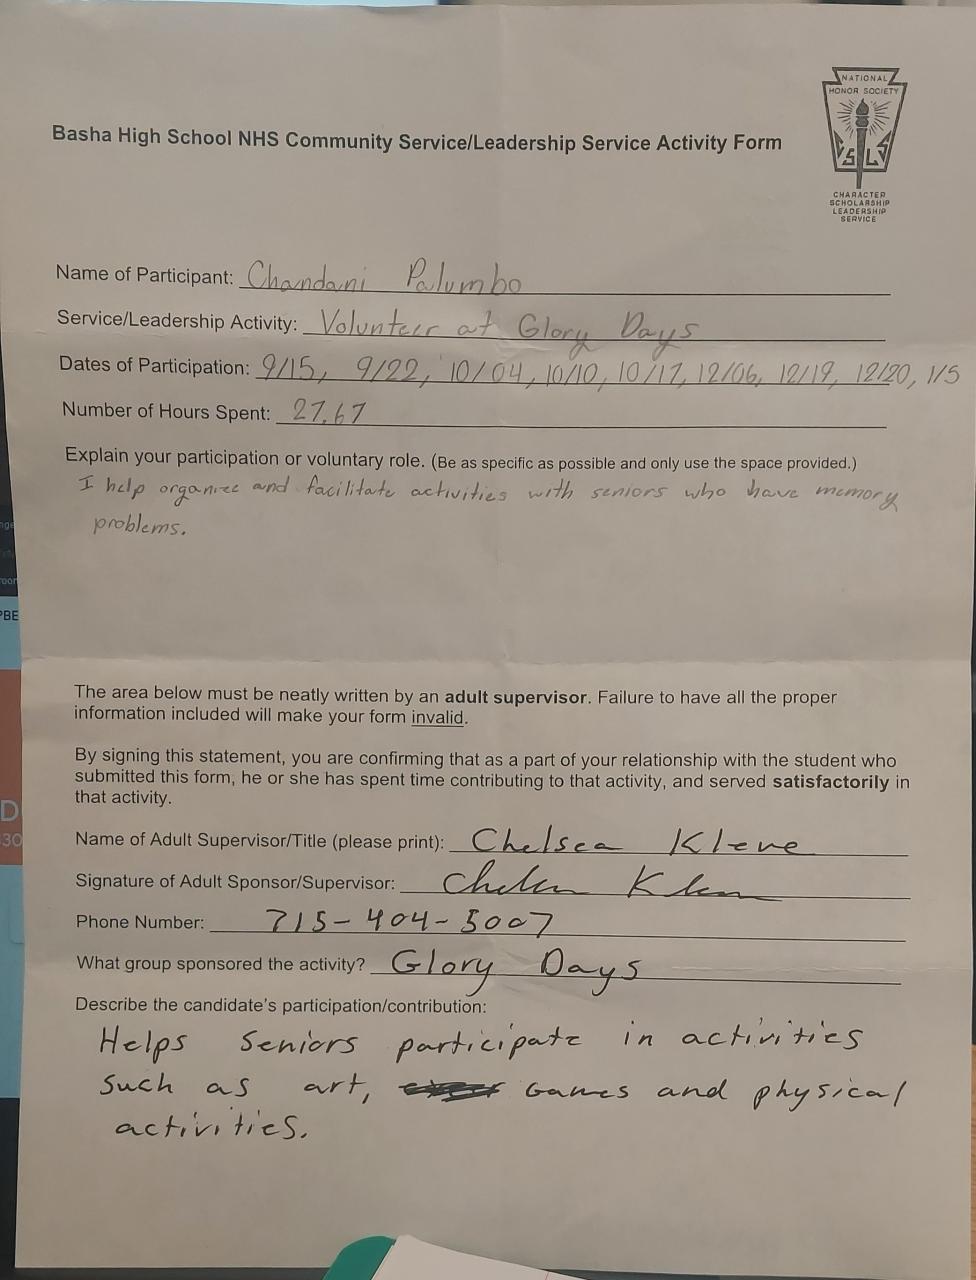 NATIONAL
HONOR SOCIETY
S L S
CHARACTER
SCHOLARSHIP
LEADERSHIP
SERVICE
Basha High School NHS Community Service/Leadership Service Activity Form
Name of Participant: Chandani Palumbo
Service/Leadership Activity: Volunteer at Glory Days
Dates of Participation: 9/15, 9/22, 10/04, 10/10, 10/17, 12/06, 12/19, 12/20, 1/5
Number of Hours Spent: 27.67
Explain your participation or voluntary role. (Be as specific as possible and only use the space provided.)
I help organize and facilitate activities with seniors who have memory
problems.
The area below must be neatly written by an adult supervisor. Failure to have all the proper
information included will make your form invalid.
By signing this statement, you are confirming that as a part of your relationship with the student who
submitted this form, he or she has spent time contributing to that activity, and served satisfactorily in
that activity.
Name of Adult Supervisor/Title (please print): Chelsea Kleve
Signature of Adult Sponsor/Supervisor:
Phone Number: 715-404-5007
What group sponsored the activity? Glory Days
Describe the candidate's participation/contribution:
Helps Seniors participate in activities
such as art, Games and physical
activities.